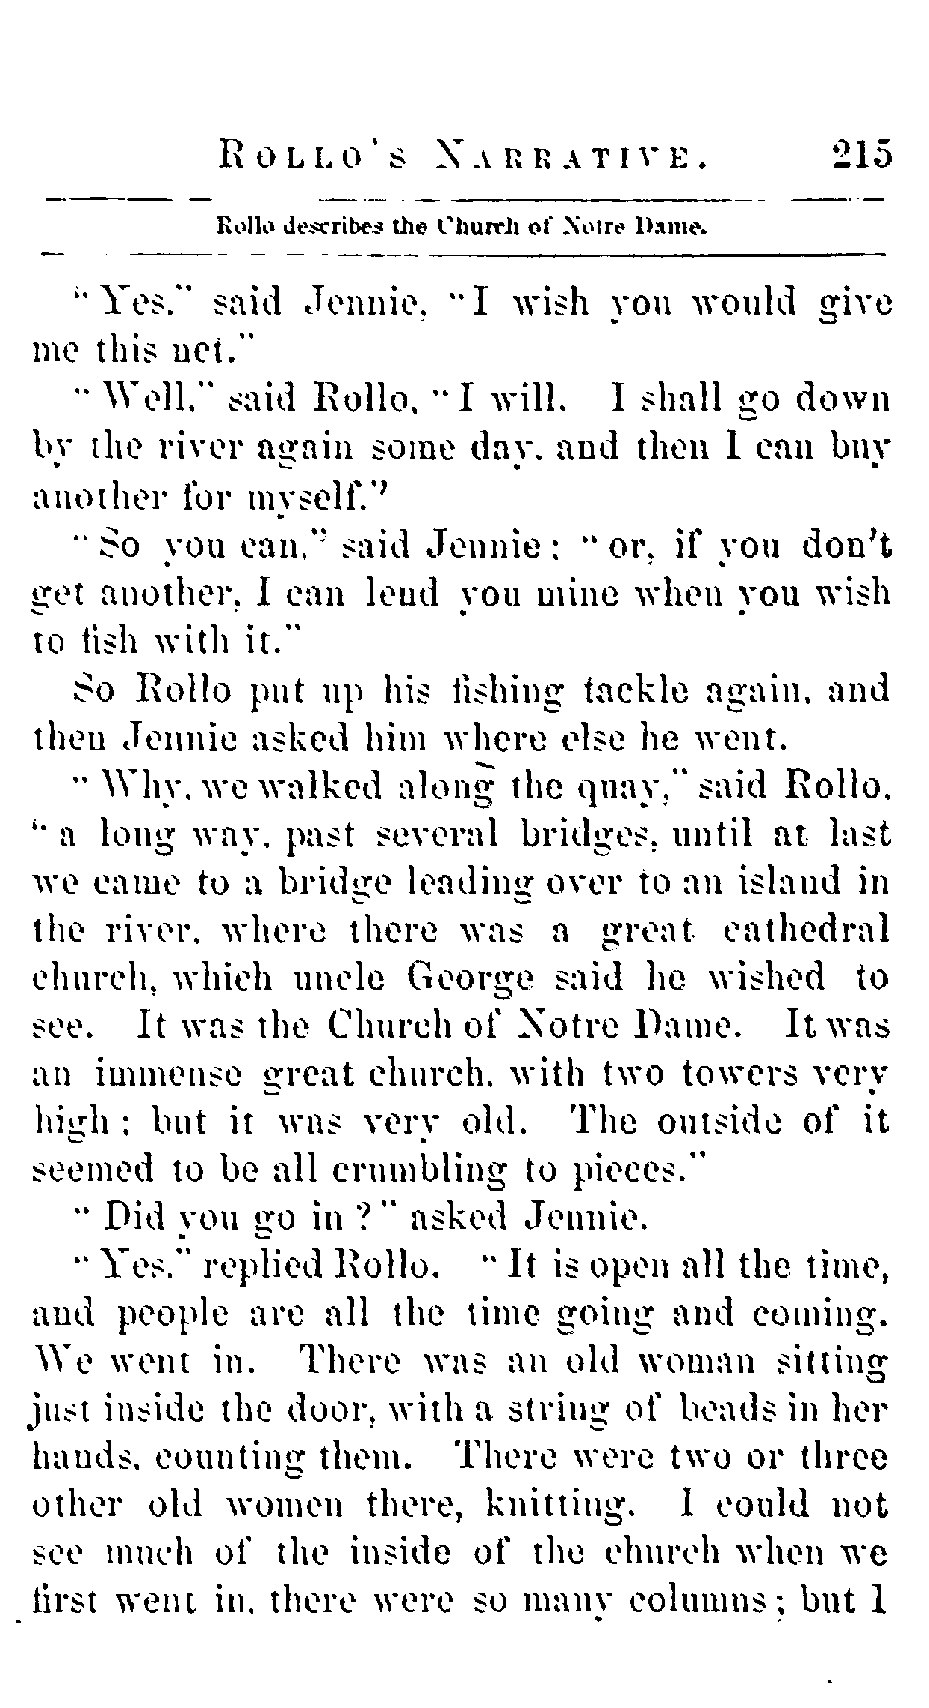 ROLLO'S NARRATIVE. 215
Rollo describes the Church of Notre Dame.
"Yes," said Jennie, "I wish you would give
me this net."
"Well," said Rollo, "I will. I shall go down
by the river again some day, and then I can buy
another for myself."
"So you can," said Jennie; "or, if you don't
get another, I can lend you mine when you wish
to fish with it."
So Rollo put up his fishing tackle again, and
then Jennie asked him where else he went.
"Why, we walked along the quay," said Rollo,
"a long way, past several bridges, until at last
we came to a bridge leading over to an island in
the river, where there was a great cathedral
church, which uncle George said he wished to
see. It was the Church of Notre Dame. It was
an immense great church, with two towers very
high; but it was very old. The outside of it
seemed to be all crumbling to pieces."
"Did you go in?" asked Jennie.
"Yes," replied Rollo. "It is open all the time,
and people are all the time going and coming.
We went in. There was an old woman sitting
just inside the door, with a string of beads in her
hands, counting them. There were two or three
other old women there, knitting. I could not
see much of the inside of the church when we
first went in, there were so many columns; but I